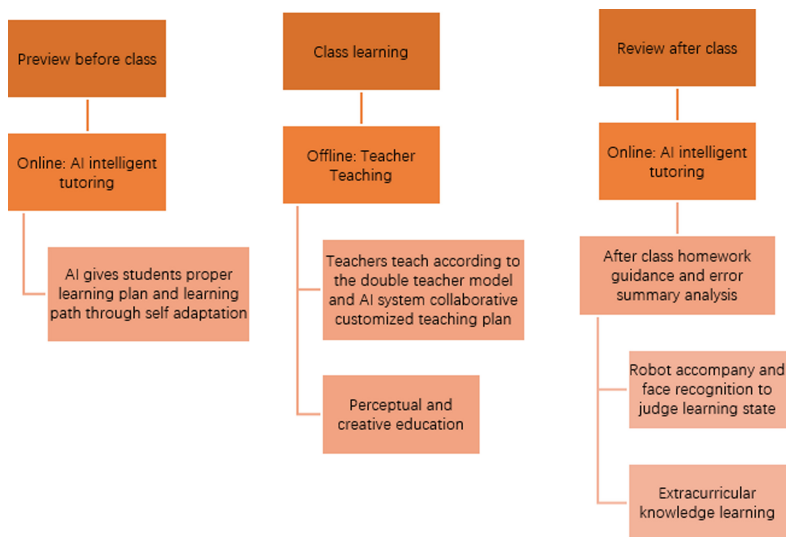 Preview before class
Online: AI intelligent
tutoring
AI gives students proper
learning plan and learning
path through self adaptation
Class learning
Offline: Teacher
Teaching
Teachers teach according to
the double teacher model
and AI system collaborative
customized teaching plan
Perceptual and
creative education
Review after class
Online: AI intelligent
tutoring
After class homework
guidance and error
summary analysis
Robot accompany and
face recognition to
judge learning state
Extracurricular
knowledge learning